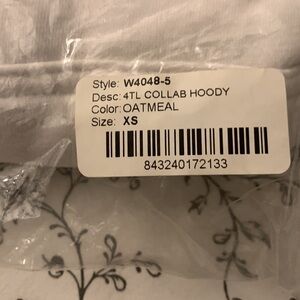 Style: W4048-5
Desc: 4TL COLLAB HOODY
Color: OATMEAL
Size: XS
843240172133